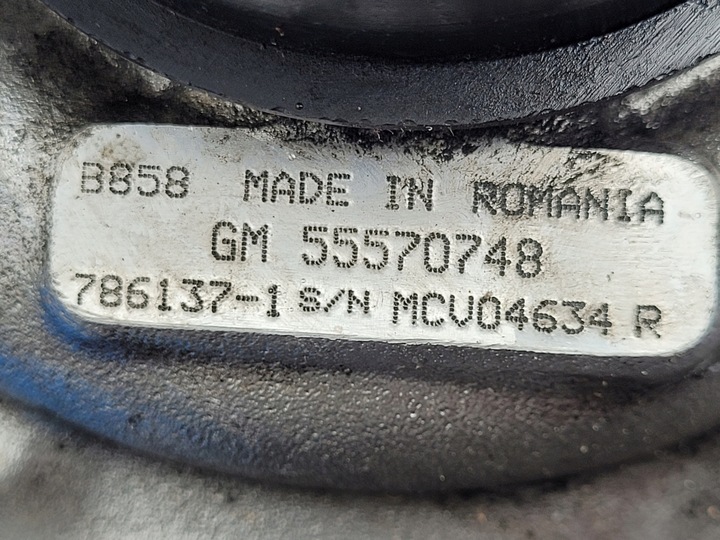 B858 MADE IN ROMANIA
GM 55570748
786137-1 S/N MCV04634 R